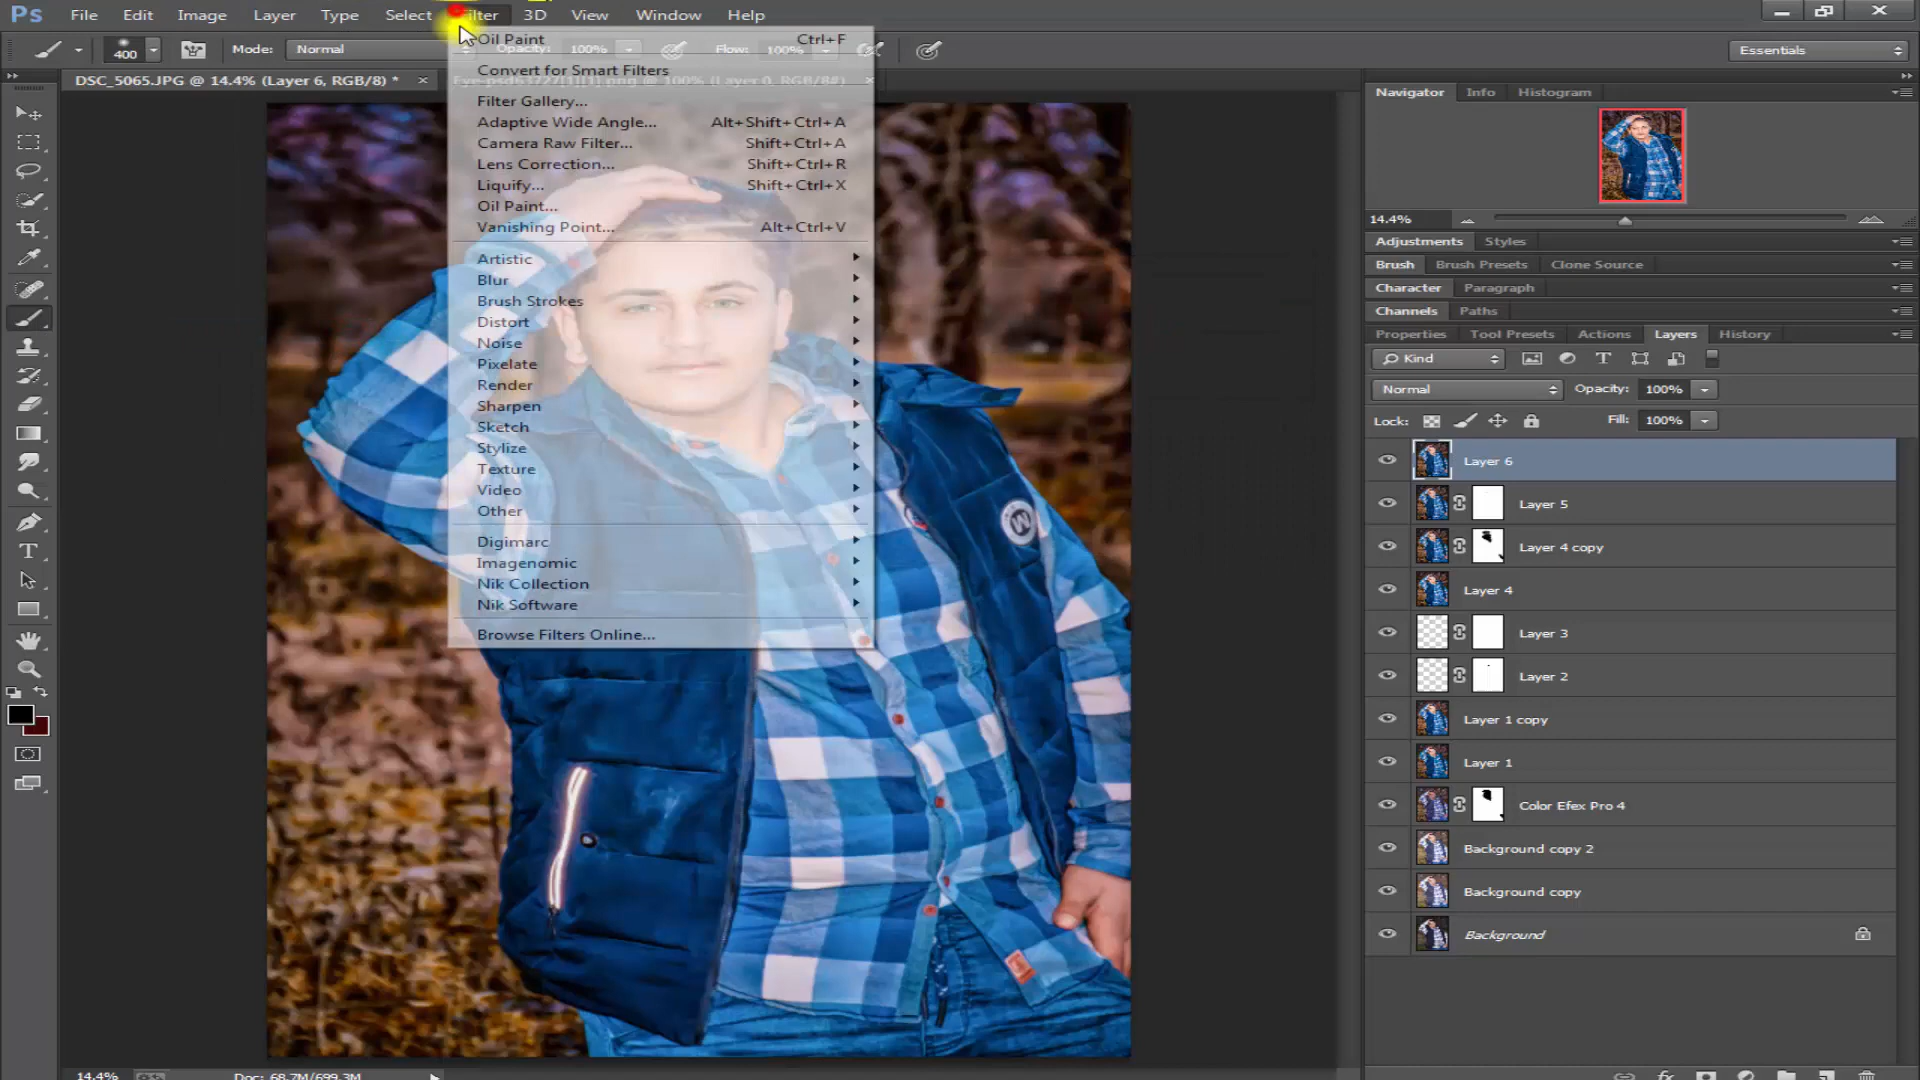 Ps File Edit Image Layer Type Select Filter 3D View Window Help
400 Mode: Normal Opacity: 100% Flow: 100% Essentials
DSC_5065.JPG @ 14.4% (Layer 6, RGB/8) * ×
Oil Paint Ctrl+F
Convert for Smart Filters
Filter Gallery...
Adaptive Wide Angle... Alt+Shift+Ctrl+A
Camera Raw Filter... Shift+Ctrl+A
Lens Correction... Shift+Ctrl+R
Liquify... Shift+Ctrl+X
Oil Paint...
Vanishing Point... Alt+Ctrl+V
Artistic
Blur
Brush Strokes
Distort
Noise
Pixelate
Render
Sharpen
Sketch
Stylize
Texture
Video
Other
Digimarc
Imagenomic
Nik Collection
Nik Software
Browse Filters Online...
Navigator Info Histogram
14.4%
Adjustments Styles
Brush Brush Presets Clone Source
Character Paragraph
Channels Paths
Properties Tool Presets Actions Layers History
Kind
Normal Opacity: 100%
Lock: Fill: 100%
Layer 6
Layer 5
Layer 4 copy
Layer 4
Layer 3
Layer 2
Layer 1 copy
Layer 1
Color Efex Pro 4
Background copy 2
Background copy
Background
14.4% Doc: 68.7M/699.3M